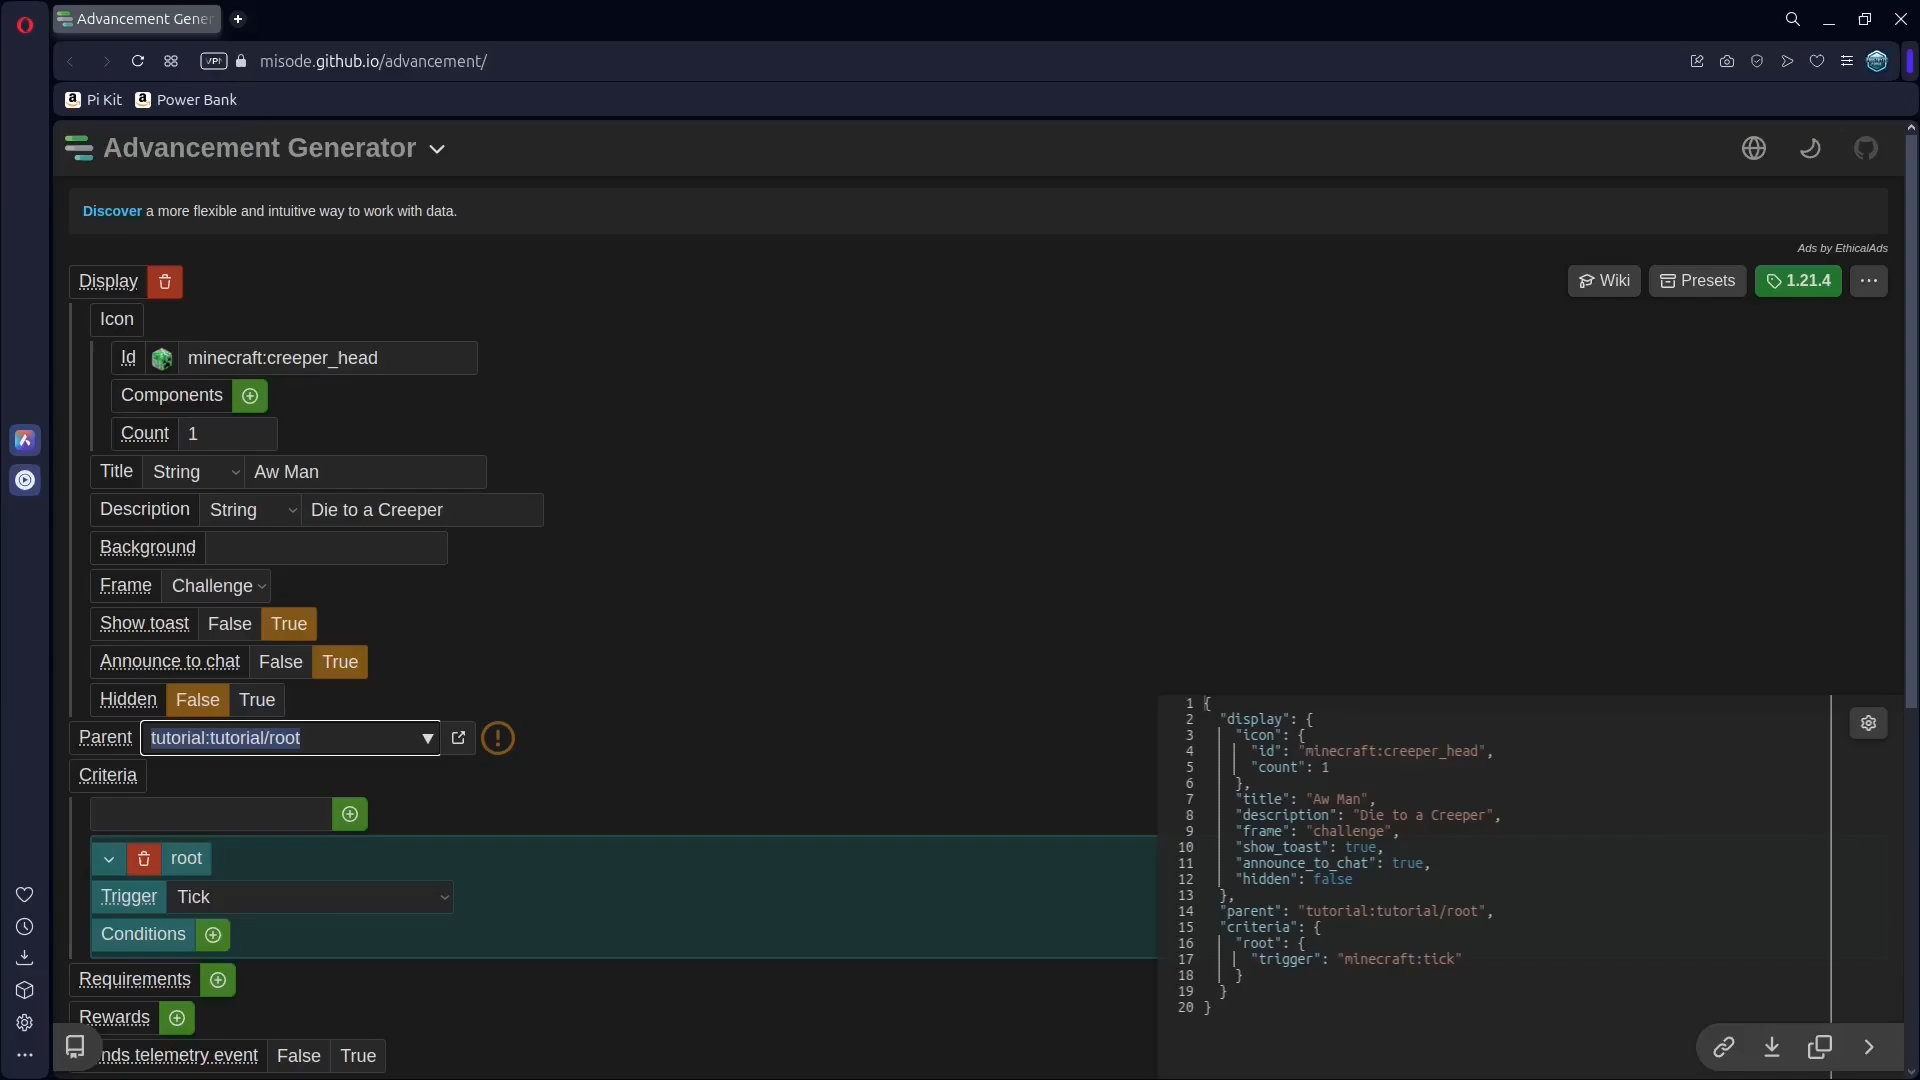 Advancement Gener
VPN
misode.github.io/advancement/
Pi Kit
Power Bank
Advancement Generator
Discover a more flexible and intuitive way to work with data.
Ads by EthicalAds
Display
Wiki
Presets
1.21.4
Icon
Id
minecraft:creeper_head
Components
Count
1
Title
String
Aw Man
Description
String
Die to a Creeper
Background
Frame
Challenge
Show toast
False
True
Announce to chat
False
True
Hidden
False
True
Parent
tutorial:tutorial/root
Criteria
root
Trigger
Tick
Conditions
Requirements
Rewards
nds telemetry event
False
True
1 {
2 "display": {
3 "icon": {
4 "id": "minecraft:creeper_head",
5 "count": 1
6 },
7 "title": "Aw Man",
8 "description": "Die to a Creeper",
9 "frame": "challenge",
10 "show_toast": true,
11 "announce_to_chat": true,
12 "hidden": false
13 },
14 "parent": "tutorial:tutorial/root",
15 "criteria": {
16 "root": {
17 "trigger": "minecraft:tick"
18 }
19 }
20 }